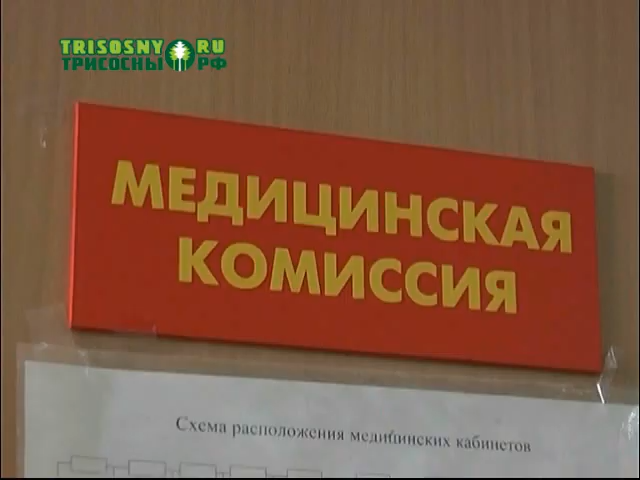 TRISOSNY RU
ТРИСОСНЫ РФ
МЕДИЦИНСКАЯ
КОМИССИЯ
Схема расположения медицинских кабинетов